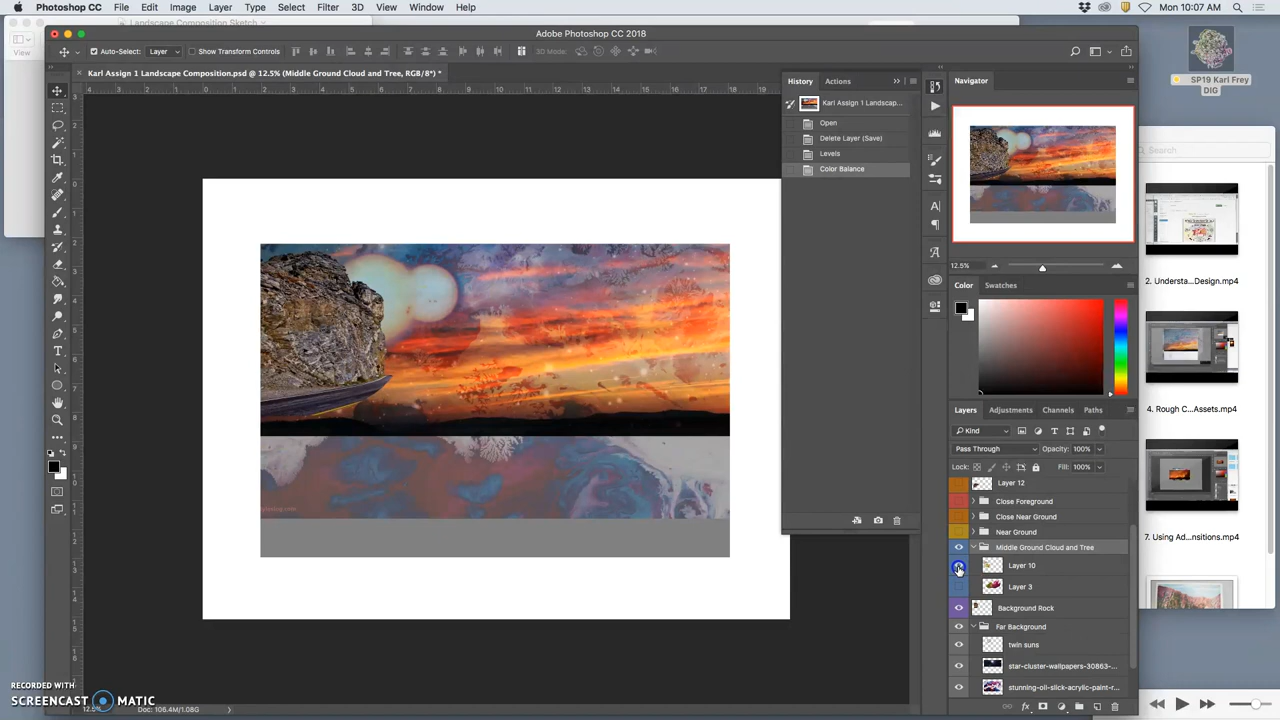 Photoshop CC File Edit Image Layer Type Select Filter 3D View Window Help Mon 10:07 AM
Landscape Composition Sketch
View
Adobe Photoshop CC 2018
Auto-Select: Layer Show Transform Controls 3D Mode:
Karl Assign 1 Landscape Composition.psd @ 12.5% (Middle Ground Cloud and Tree, RGB/8*) *
History Actions
Karl Assign 1 Landscap...
Open
Delete Layer (Save)
Levels
Color Balance
Navigator
12.5%
Color Swatches
Layers Adjustments Channels Paths
Kind
Pass Through Opacity: 100%
Lock: Fill: 100%
Layer 12
Close Foreground
Close Near Ground
Near Ground
Middle Ground Cloud and Tree
Layer 10
Layer 3
Background Rock
Far Background
twin suns
star-cluster-wallpapers-30863-...
stunning-oil-slick-acrylic-paint-r...
SP19 Karl Frey
DIG
Search
2. Understa...Design.mp4
4. Rough C...Assets.mp4
7. Using Ad...nsitions.mp4
RECORDED WITH
SCREENCAST MATIC
Doc: 106.4M/1.08G